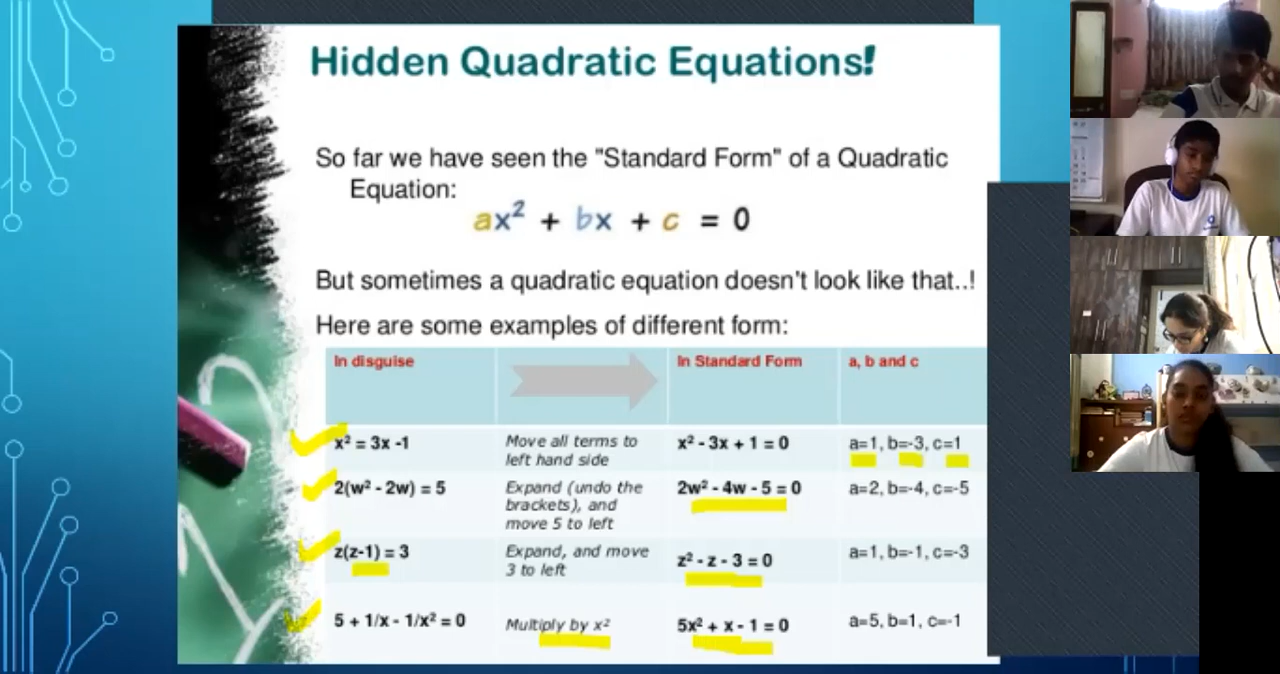 Hidden Quadratic Equations!
So far we have seen the "Standard Form" of a Quadratic
Equation:
ax² + bx + c = 0
But sometimes a quadratic equation doesn't look like that..!
Here are some examples of different form:
In disguise In Standard Form a, b and c
x² = 3x -1 Move all terms to left hand side x² - 3x + 1 = 0 a=1, b=-3, c=1
2(w² - 2w) = 5 Expand (undo the brackets), and move 5 to left 2w² - 4w - 5 = 0 a=2, b=-4, c=-5
z(z-1) = 3 Expand, and move 3 to left z² - z - 3 = 0 a=1, b=-1, c=-3
5 + 1/x - 1/x² = 0 Multiply by x² 5x² + x - 1 = 0 a=5, b=1, c=-1